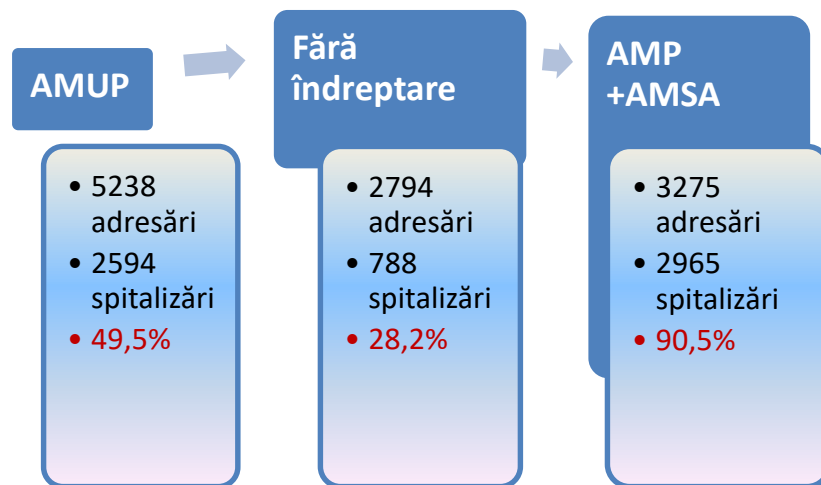 AMUP
• 5238
adresări
• 2594
spitalizări
• 49,5%
Fără
îndreptare
• 2794
adresări
• 788
spitalizări
• 28,2%
AMP
+AMSA
• 3275
adresări
• 2965
spitalizări
• 90,5%